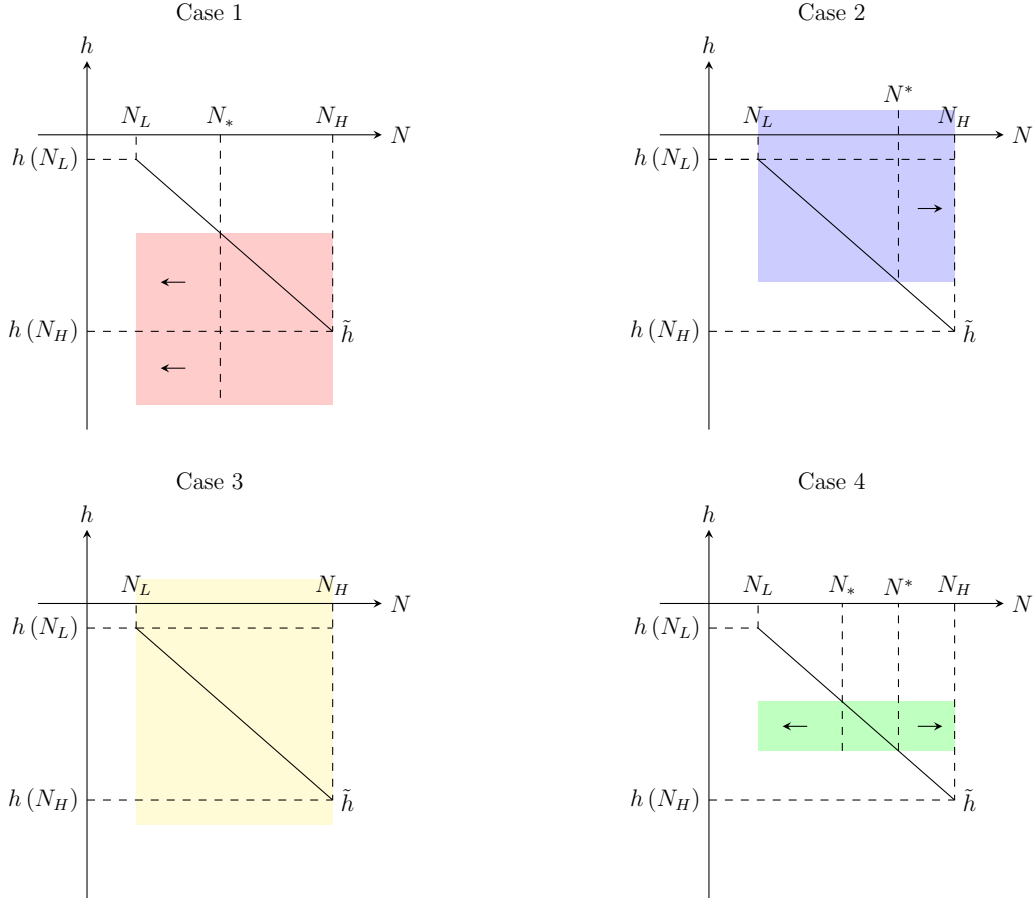 Case 1
h
N_L N_* N_H
N
h (N_L)
h (N_H)
h̃
Case 2
h
N^*
N_L N_H
N
h (N_L)
h (N_H)
h̃
Case 3
h
N_L N_H
N
h (N_L)
h (N_H)
h̃
Case 4
h
N_L N_* N^* N_H
N
h (N_L)
h (N_H)
h̃